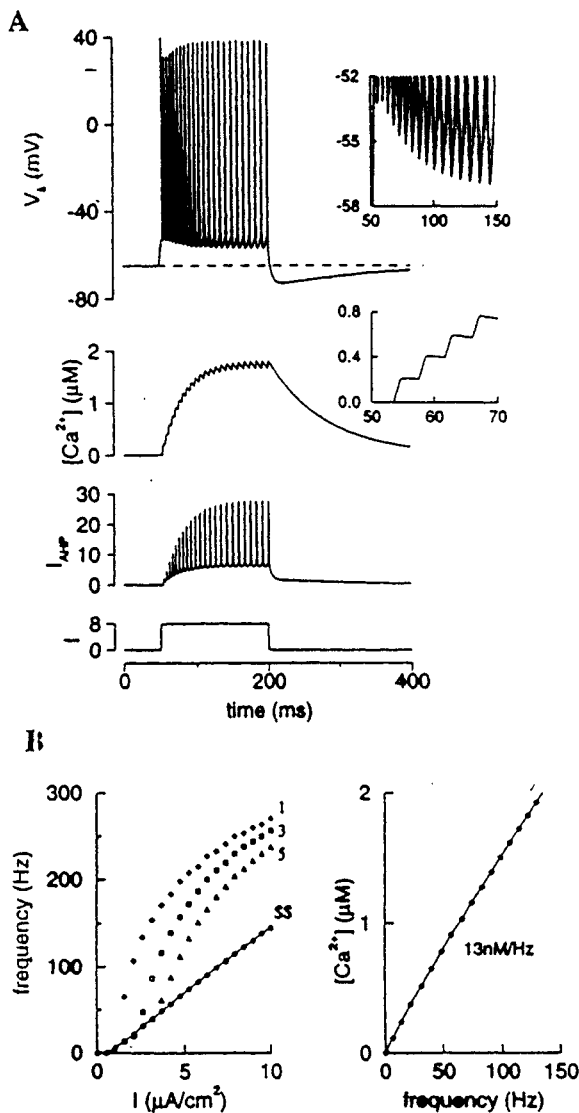 A
40
0
-40
-80
V_s (mV)
-52
-55
-58
50 100 150
2
1
0
[Ca²⁺] (μM)
0.8
0.4
0.0
50 60 70
30
20
10
0
I_AHP
8
0
I
0 200 400
time (ms)
B
300
200
100
0
frequency (Hz)
1
3
5
SS
0 5 10
I (μA/cm²)
2
1
0
[Ca²⁺] (μM)
13nM/Hz
0 50 100 150
frequency (Hz)